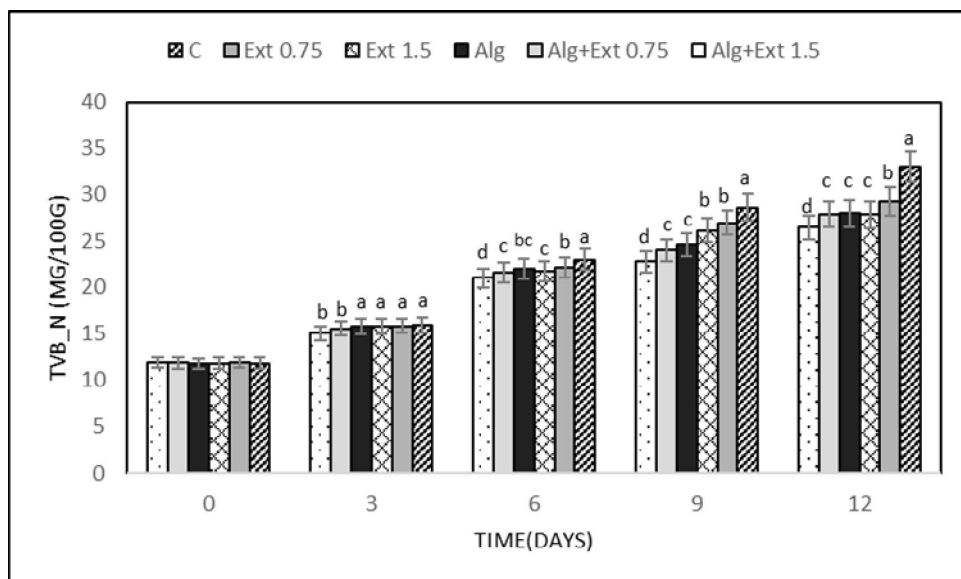 C Ext 0.75 Ext 1.5 Alg Alg+Ext 0.75 Alg+Ext 1.5
40
35
30
25
20
15
10
5
0
TVB_N (MG/100G)
b b a a a a
d c bc c b a
d c c b b a
d c c c b a
0 3 6 9 12
TIME(DAYS)